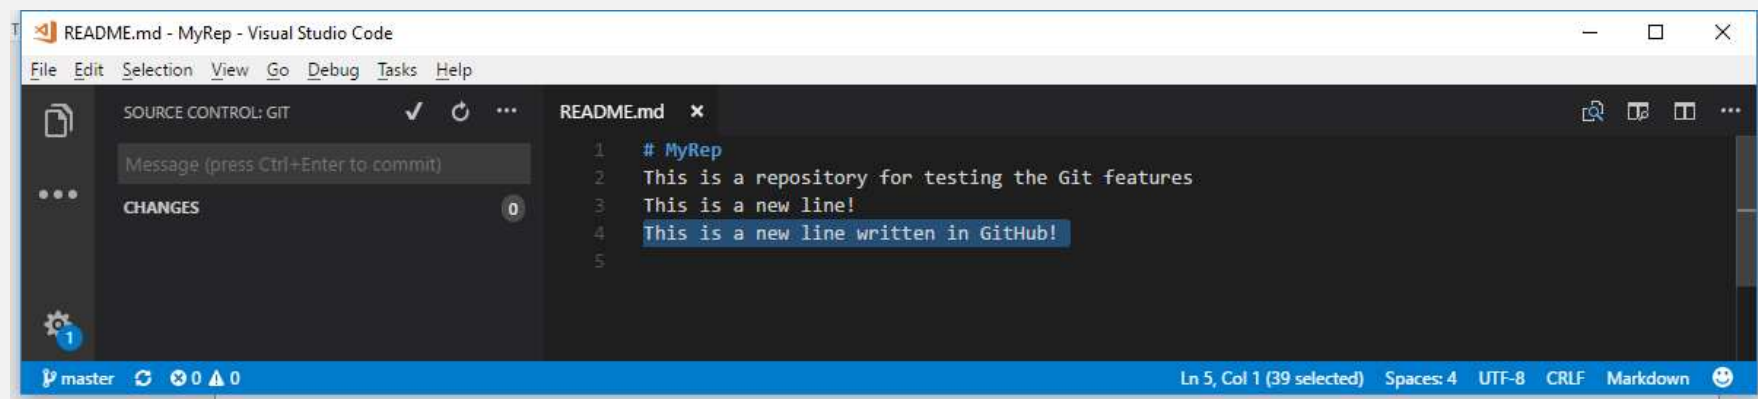 README.md - MyRep - Visual Studio Code
File Edit Selection View Go Debug Tasks Help
SOURCE CONTROL: GIT
README.md
Message (press Ctrl+Enter to commit)
CHANGES 0
1 # MyRep
2 This is a repository for testing the Git features
3 This is a new line!
4 This is a new line written in GitHub!
5
1
master 0 0 Ln 5, Col 1 (39 selected) Spaces: 4 UTF-8 CRLF Markdown